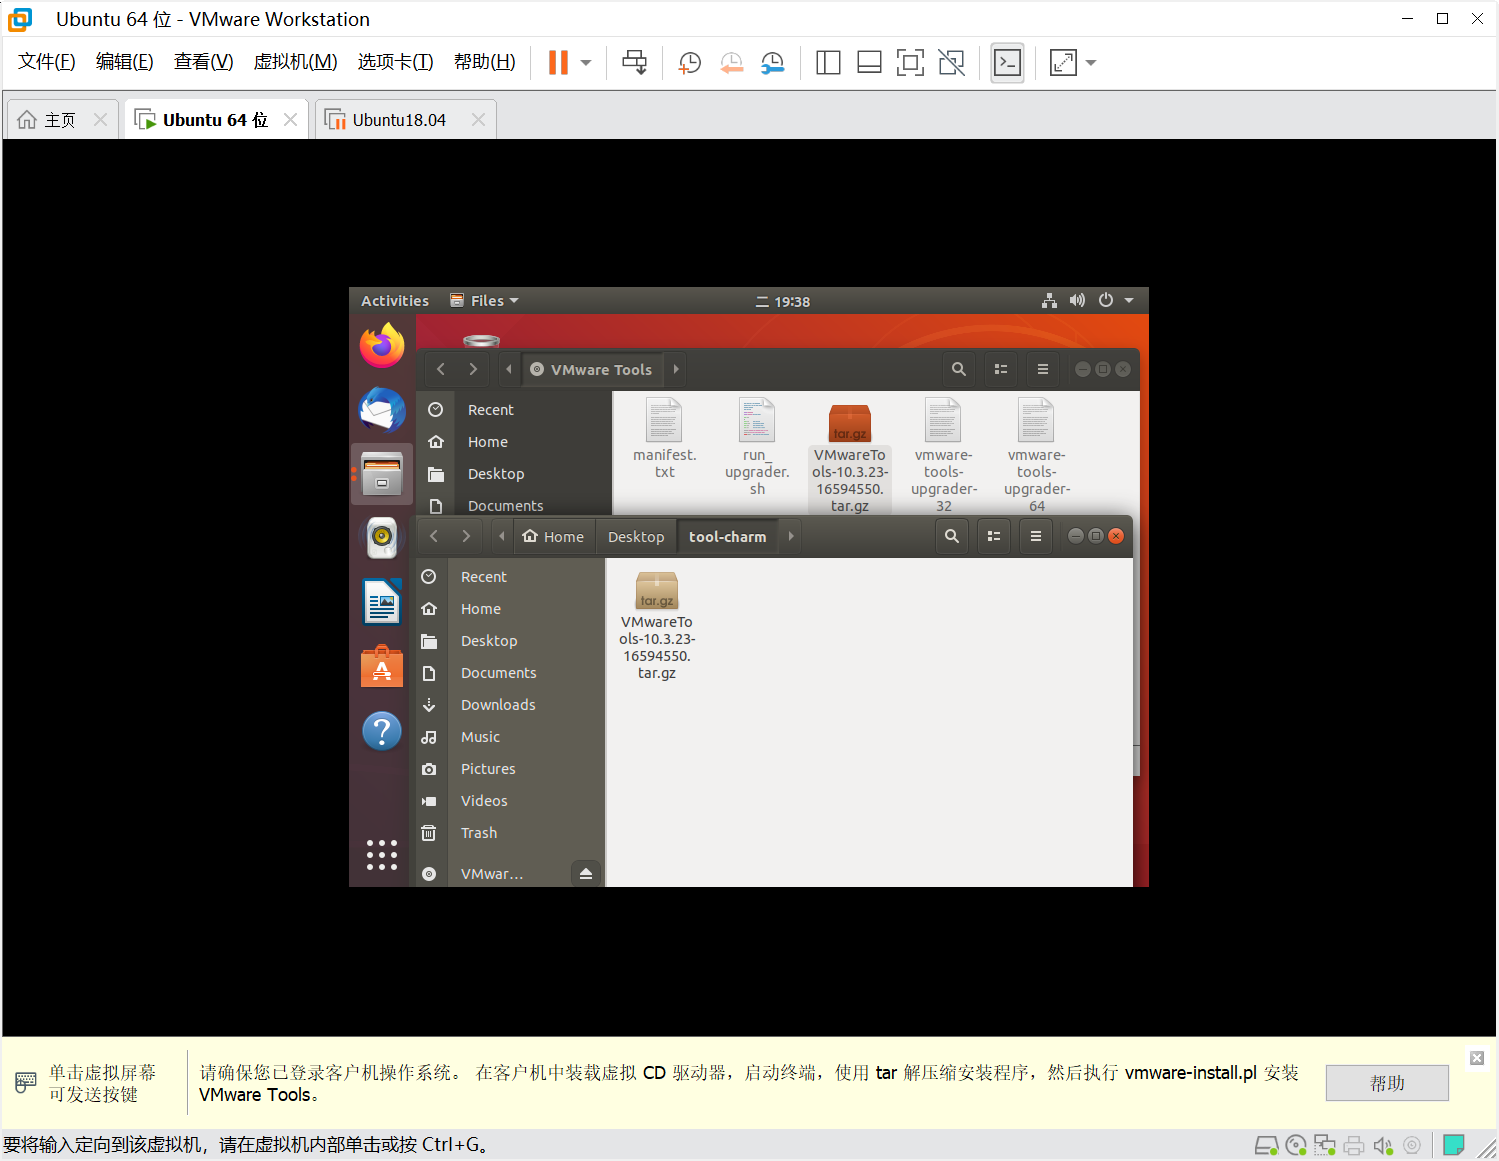 Ubuntu 64 位 - VMware Workstation
文件(F) 编辑(E) 查看(V) 虚拟机(M) 选项卡(T) 帮助(H)
主页 Ubuntu 64 位 Ubuntu18.04
Activities Files 二 19:38
VMware Tools
Recent
Home
Desktop
Documents
manifest.
txt
run_
upgrader.
sh
tar.gz
VMwareTo
ols-10.3.23-
16594550.
tar.gz
vmware-
tools-
upgrader-
32
vmware-
tools-
upgrader-
64
Home Desktop tool-charm
Recent
Home
Desktop
Documents
Downloads
Music
Pictures
Videos
Trash
VMwar...
tar.gz
VMwareTo
ols-10.3.23-
16594550.
tar.gz
单击虚拟屏幕
可发送按键
请确保您已登录客户机操作系统。 在客户机中装载虚拟 CD 驱动器，启动终端，使用 tar 解压缩安装程序，然后执行 vmware-install.pl 安装
VMware Tools。
帮助
要将输入定向到该虚拟机，请在虚拟机内部单击或按 Ctrl+G。